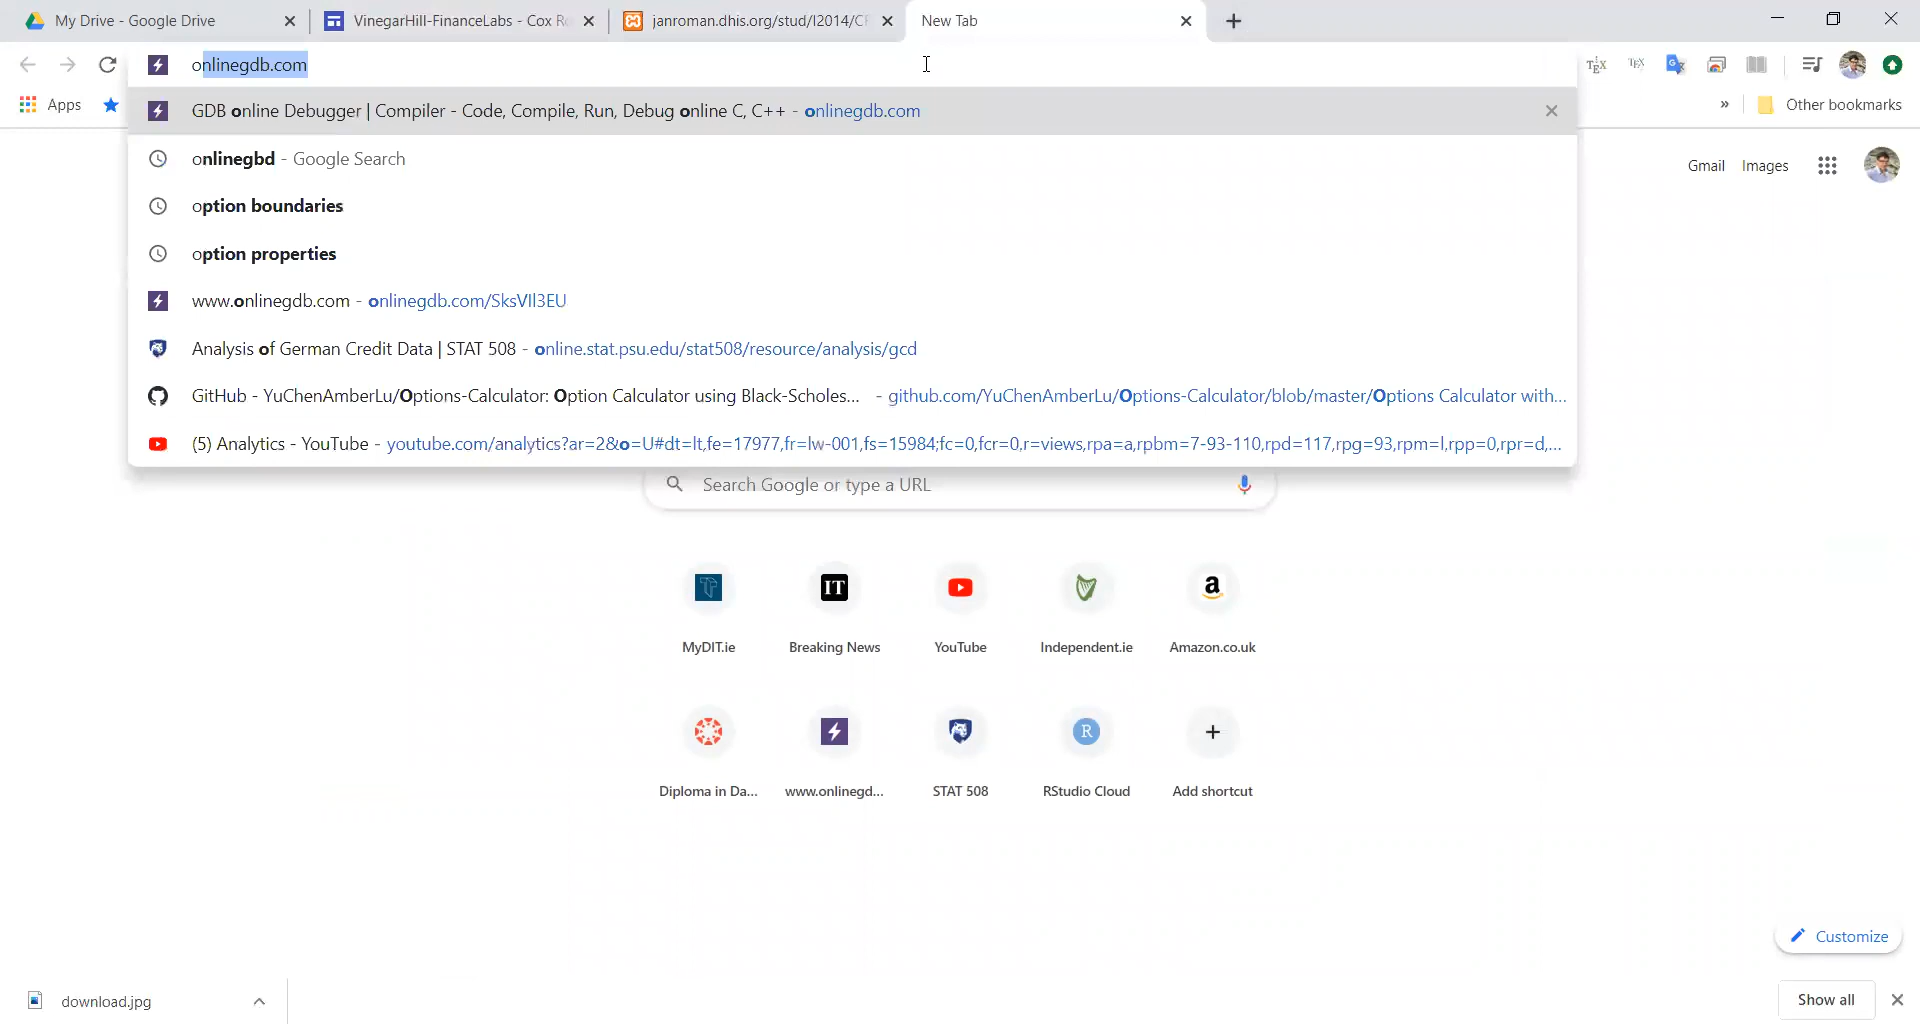 My Drive - Google Drive
VinegarHill-FinanceLabs - Cox R
janroman.dhis.org/stud/I2014/CF
New Tab
onlinegdb.com
Apps
GDB online Debugger | Compiler - Code, Compile, Run, Debug online C, C++ - onlinegdb.com
Other bookmarks
onlinegbd - Google Search
Gmail Images
option boundaries
option properties
www.onlinegdb.com - onlinegdb.com/SksVIl3EU
Analysis of German Credit Data | STAT 508 - online.stat.psu.edu/stat508/resource/analysis/gcd
GitHub - YuChenAmberLu/Options-Calculator: Option Calculator using Black-Scholes... - github.com/YuChenAmberLu/Options-Calculator/blob/master/Options Calculator with...
(5) Analytics - YouTube - youtube.com/analytics?ar=2&o=U#dt=lt,fe=17977,fr=lw-001,fs=15984;fc=0,fcr=0,r=views,rpa=a,rpbm=7-93-110,rpd=117,rpg=93,rpm=l,rpp=0,rpr=d,...
Search Google or type a URL
MyDIT.ie
Breaking News
YouTube
Independent.ie
Amazon.co.uk
Diploma in Da...
www.onlinegd...
STAT 508
RStudio Cloud
Add shortcut
Customize
download.jpg
Show all